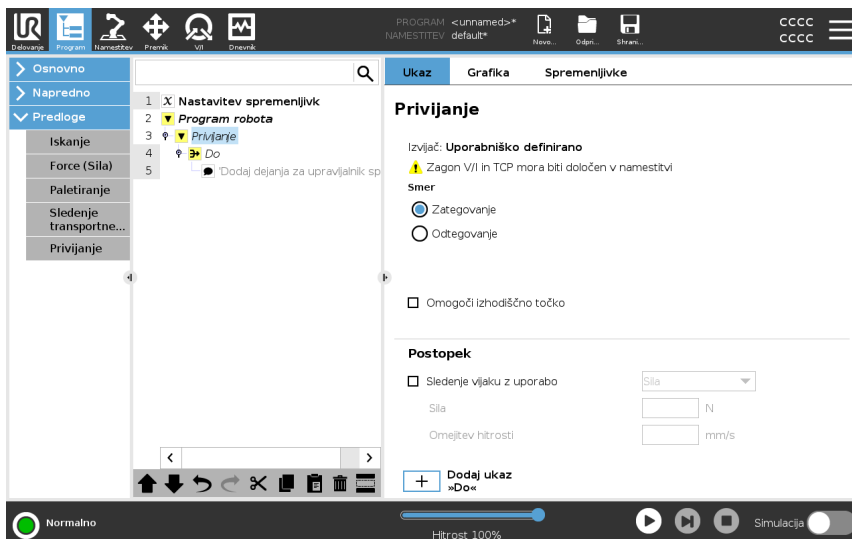 PROGRAM <unnamed>*
NAMESTITEV default*
Delovanje
Program
Namestitev
Premik
V/I
Dnevnik
Novo...
Odpri...
Shrani...
cccc
cccc
Osnovno
Napredno
Predloge
Iskanje
Force (Sila)
Paletiranje
Sledenje
transportne...
Privijanje
1 X Nastavitev spremenljivk
2 Program robota
3 Privijanje
4 Do
5 'Dodaj dejanja za upravljalnik sp
Ukaz
Grafika
Spremenljivke
Privijanje
Izvijač: Uporabniško definirano
Zagon V/I in TCP mora biti določen v namestitvi
Smer
Zategovanje
Odtegovanje
Omogoči izhodiščno točko
Postopek
Sledenje vijaku z uporabo
Sila
Sila
N
Omejitev hitrosti
mm/s
Dodaj ukaz
»Do«
Normalno
Hitrost 100%
Simulacija